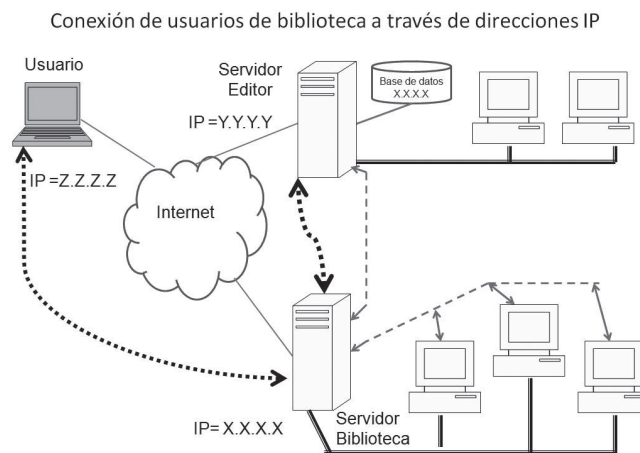 Conexión de usuarios de biblioteca a través de direcciones IP
Usuario
Servidor
Editor
Base de datos
X.X.X.X
IP =Y.Y.Y.Y
IP =Z.Z.Z.Z
Internet
IP= X.X.X.X
Servidor
Biblioteca